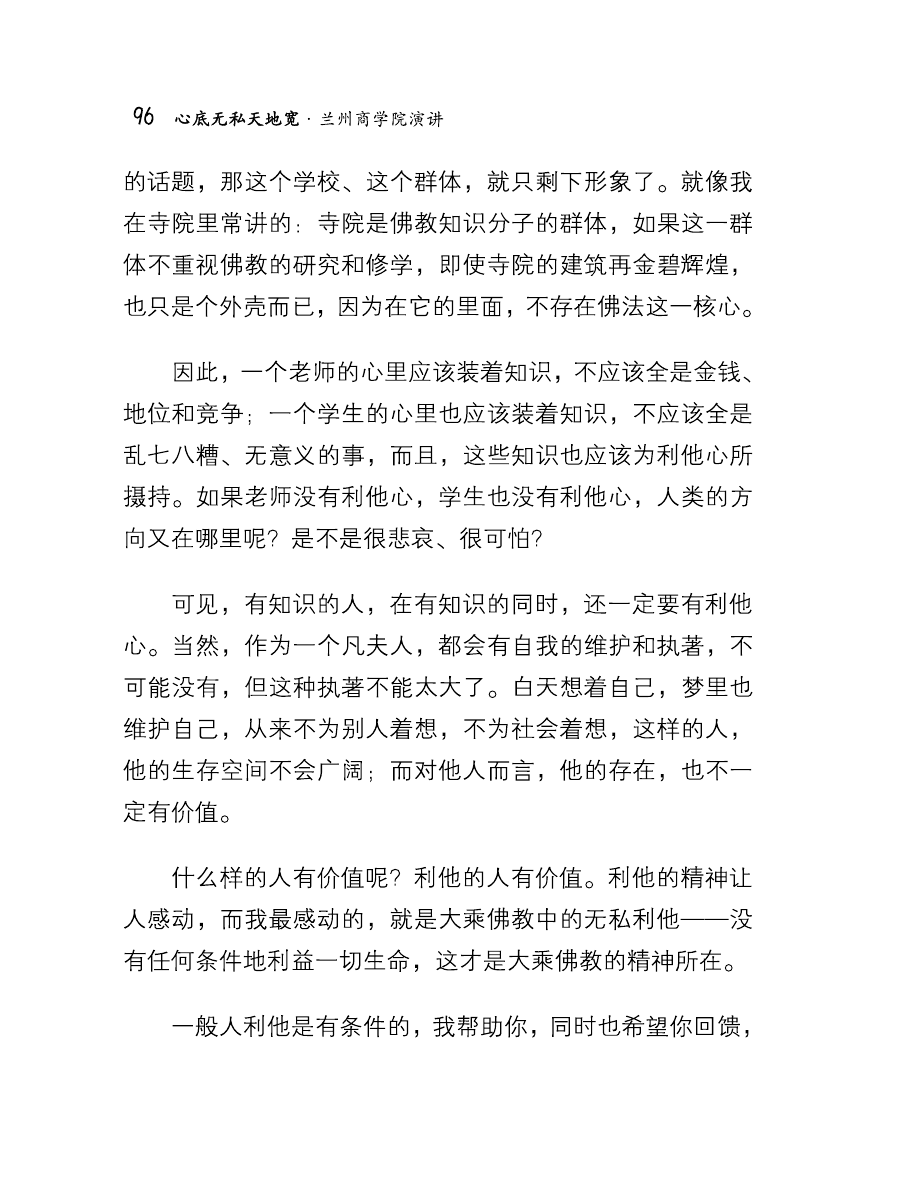 96 心底无私天地宽·兰州商学院演讲
的话题，那这个学校、这个群体，就只剩下形象了。就像我
在寺院里常讲的：寺院是佛教知识分子的群体，如果这一群
体不重视佛教的研究和修学，即使寺院的建筑再金碧辉煌，
也只是个外壳而已，因为在它的里面，不存在佛法这一核心。
因此，一个老师的心里应该装着知识，不应该全是金钱、
地位和竞争；一个学生的心里也应该装着知识，不应该全是
乱七八糟、无意义的事，而且，这些知识也应该为利他心所
摄持。如果老师没有利他心，学生也没有利他心，人类的方
向又在哪里呢？是不是很悲哀、很可怕？
可见，有知识的人，在有知识的同时，还一定要有利他
心。当然，作为一个凡夫人，都会有自我的维护和执著，不
可能没有，但这种执著不能太大了。白天想着自己，梦里也
维护自己，从来不为别人着想，不为社会着想，这样的人，
他的生存空间不会广阔；而对他人而言，他的存在，也不一
定有价值。
什么样的人有价值呢？利他的人有价值。利他的精神让
人感动，而我最感动的，就是大乘佛教中的无私利他——没
有任何条件地利益一切生命，这才是大乘佛教的精神所在。
一般人利他是有条件的，我帮助你，同时也希望你回馈，